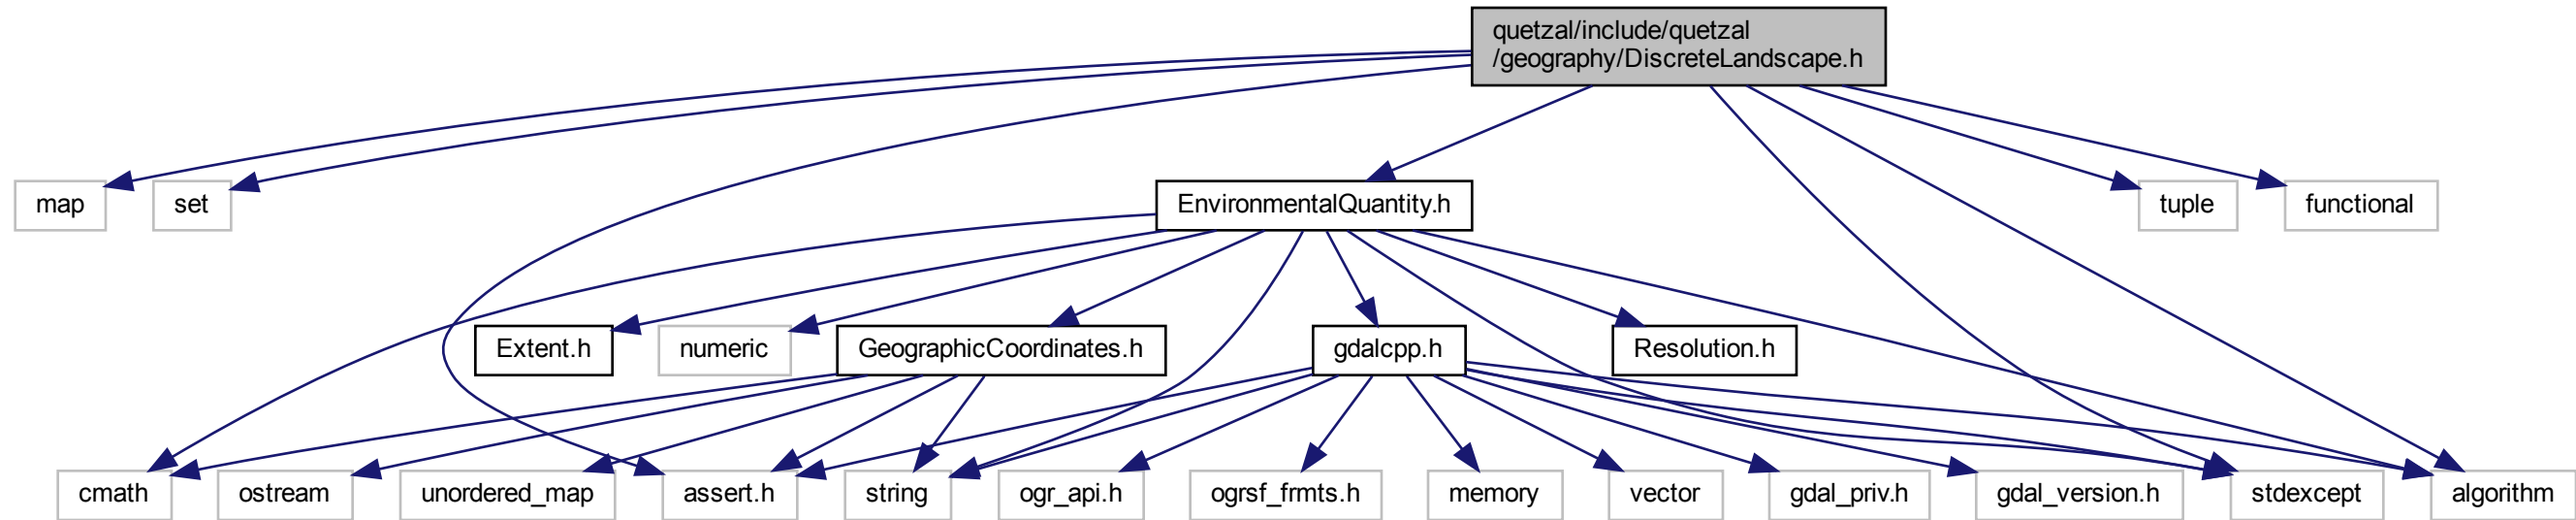 quetzal/include/quetzal
/geography/DiscreteLandscape.h
map
set
EnvironmentalQuantity.h
tuple
functional
Extent.h
numeric
GeographicCoordinates.h
gdalcpp.h
Resolution.h
cmath
ostream
unordered_map
assert.h
string
ogr_api.h
ogrsf_frmts.h
memory
vector
gdal_priv.h
gdal_version.h
stdexcept
algorithm